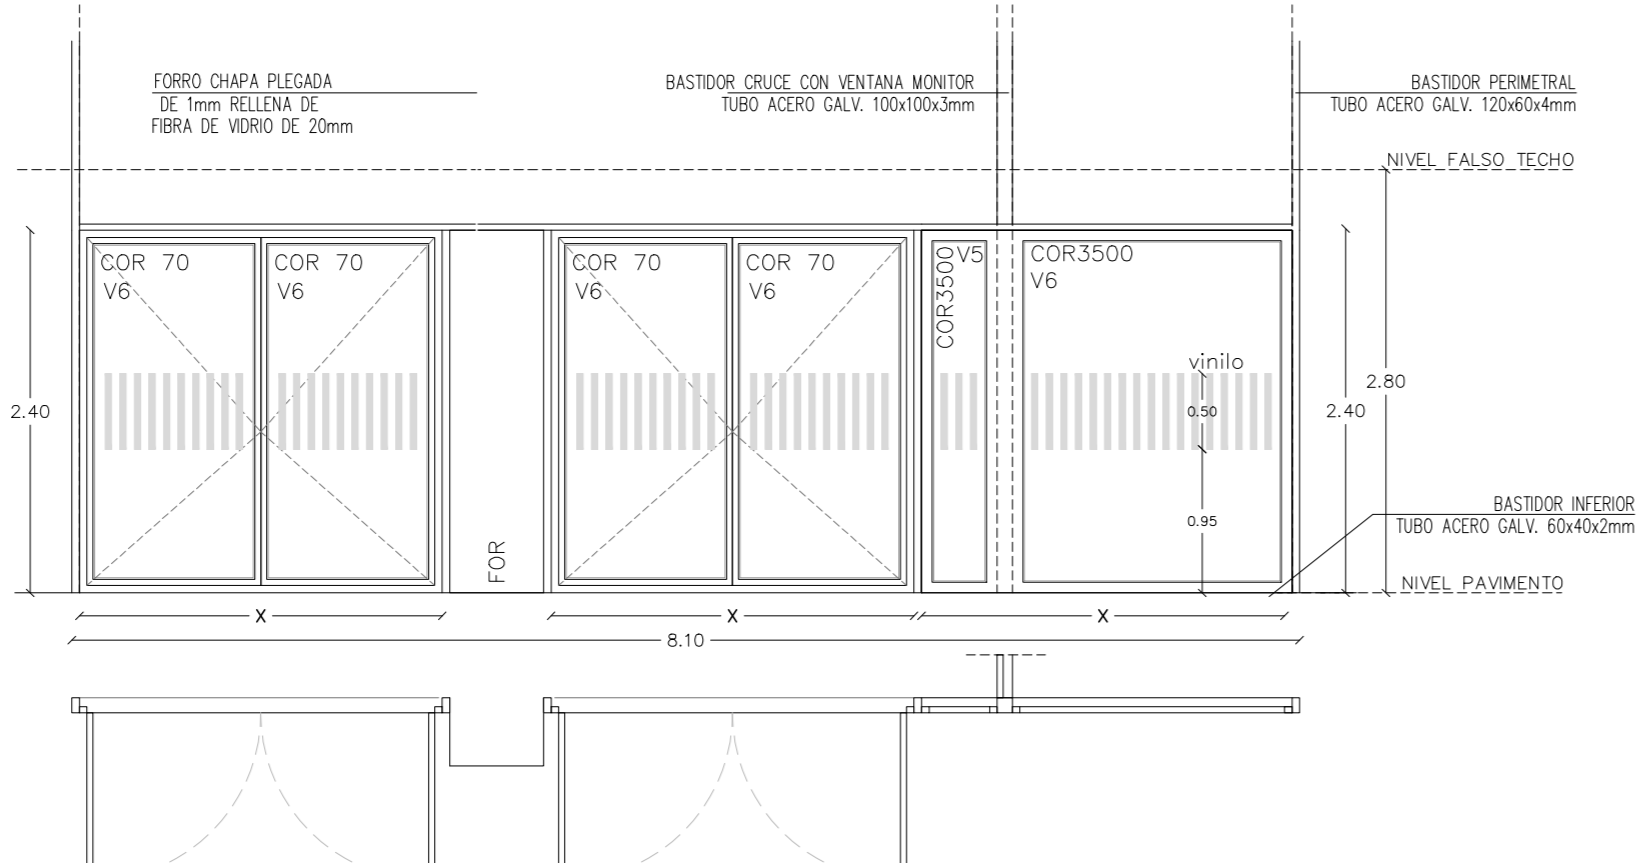 FORRO CHAPA PLEGADA
DE 1mm RELLENA DE
FIBRA DE VIDRIO DE 20mm
BASTIDOR CRUCE CON VENTANA MONITOR
TUBO ACERO GALV. 100x100x3mm
BASTIDOR PERIMETRAL
TUBO ACERO GALV. 120x60x4mm
NIVEL FALSO TECHO
COR 70
V6
COR 70
V6
COR 70
V6
COR 70
V6
COR3500
V5
COR3500
V6
vinilo
2.40
0.50
2.80
2.40
0.95
FOR
BASTIDOR INFERIOR
TUBO ACERO GALV. 60x40x2mm
NIVEL PAVIMENTO
X
X
X
8.10